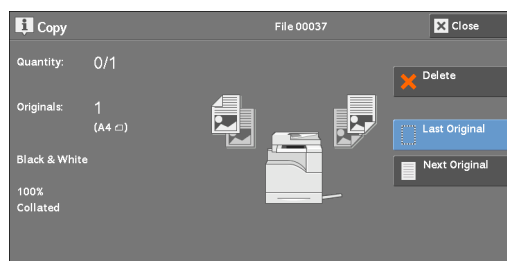 Copy
File 00037
Close
Quantity: 0/1
Originals: 1
(A4)
Black & White
100%
Collated
Delete
Last Original
Next Original